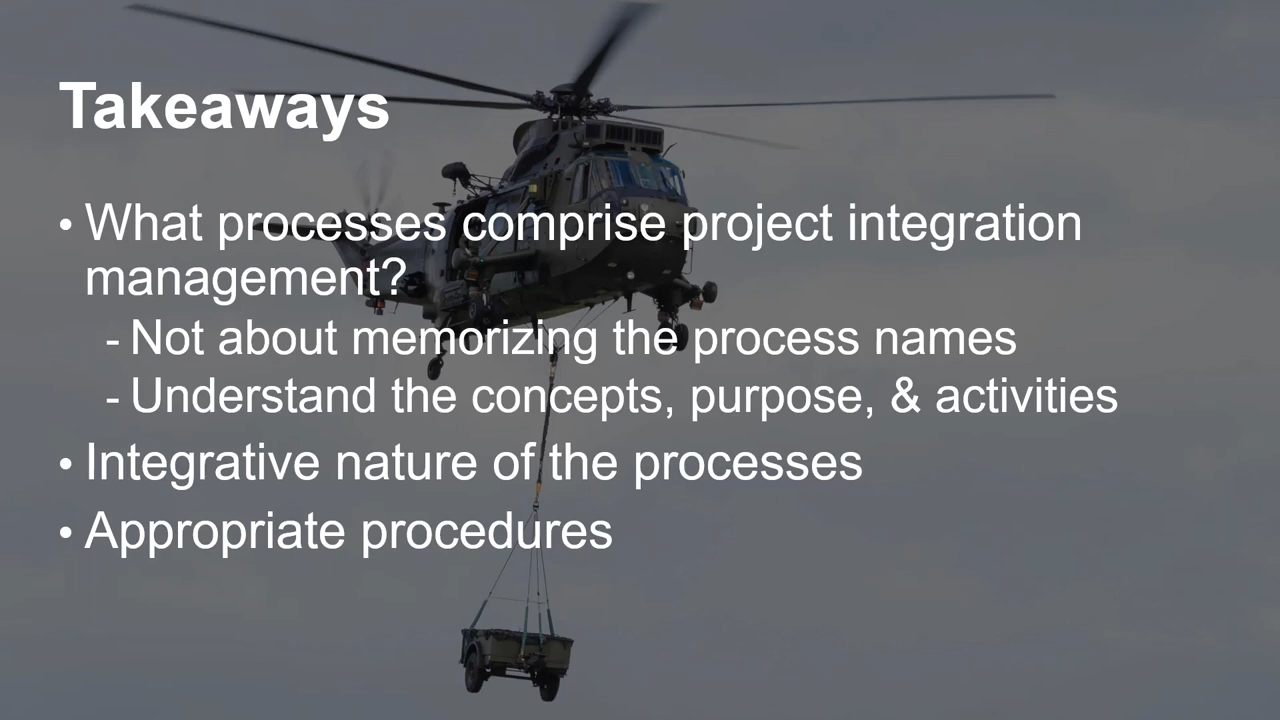 Takeaways
• What processes comprise project integration
management?
- Not about memorizing the process names
- Understand the concepts, purpose, & activities
• Integrative nature of the processes
• Appropriate procedures